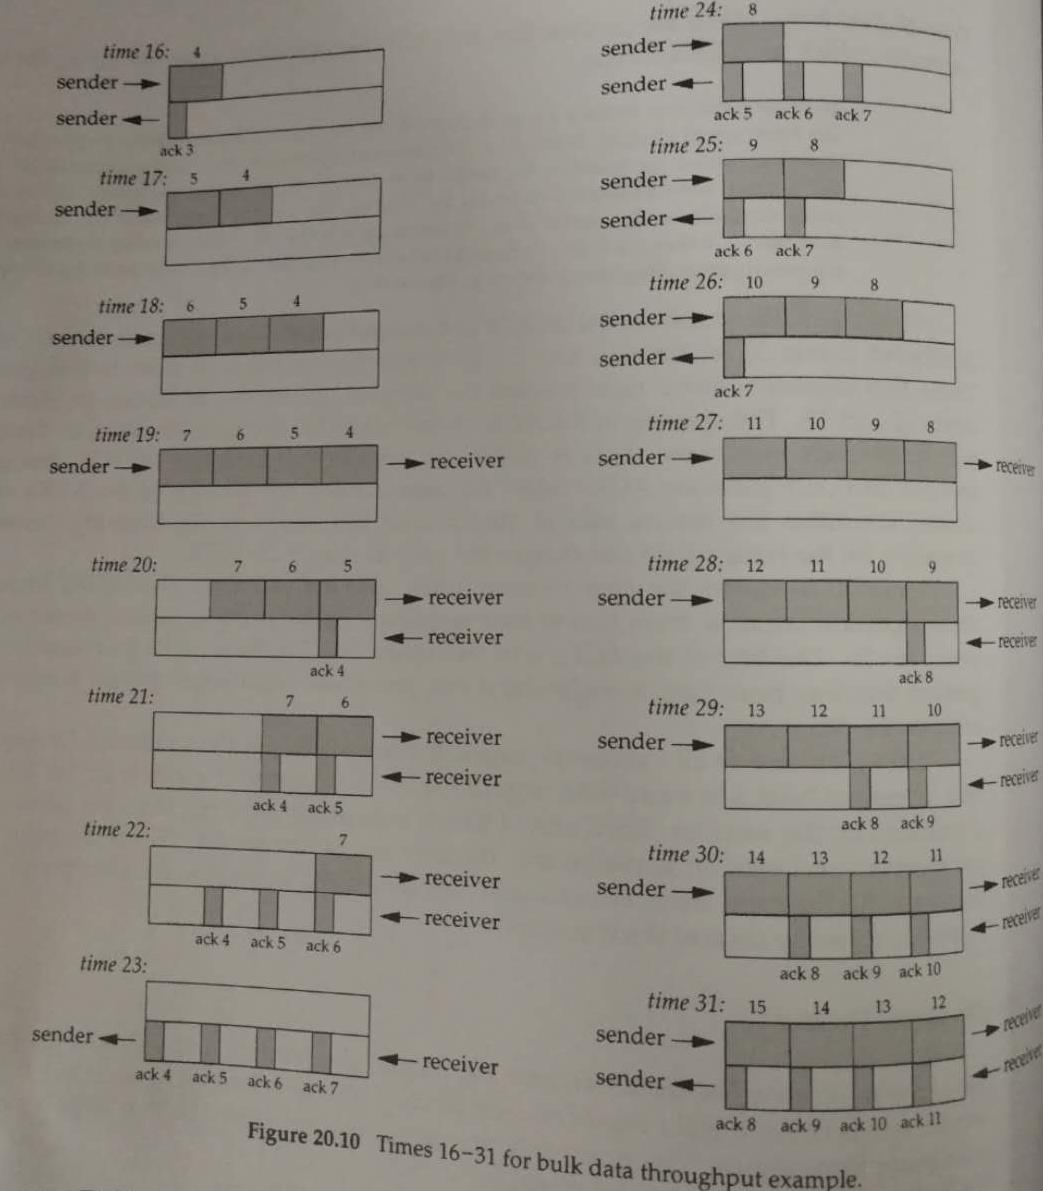 time 16: 4
sender
sender
ack 3
time 17: 5 4
sender
time 18: 6 5 4
sender
time 19: 7 6 5 4
sender receiver
time 20: 7 6 5
receiver
receiver
ack 4
time 21: 7 6
receiver
receiver
ack 4 ack 5
time 22: 7
receiver
receiver
ack 4 ack 5 ack 6
time 23:
sender receiver
ack 4 ack 5 ack 6 ack 7
time 24: 8
sender
sender
ack 5 ack 6 ack 7
time 25: 9 8
sender
sender
ack 6 ack 7
time 26: 10 9 8
sender
sender
ack 7
time 27: 11 10 9 8
sender receiver
time 28: 12 11 10 9
sender receiver
receiver
ack 8
time 29: 13 12 11 10
sender receiver
receiver
ack 8 ack 9
time 30: 14 13 12 11
sender receiver
receiver
ack 8 ack 9 ack 10
time 31: 15 14 13 12
sender receiver
sender receiver
ack 8 ack 9 ack 10 ack 11
Figure 20.10 Times 16–31 for bulk data throughput example.